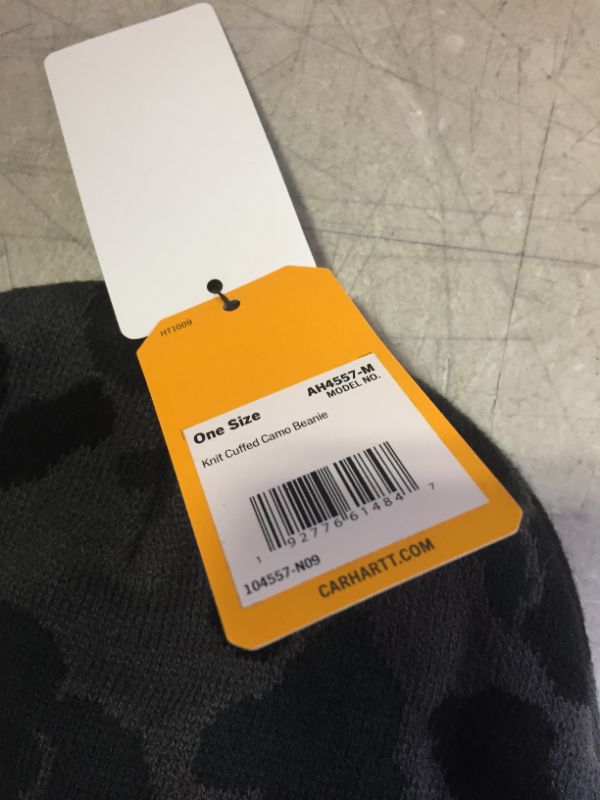 HT1009
AH4557-M
MODEL NO.
One Size
Knit Cuffed Camo Beanie
1 92776 61484 7
104557-N09
CARHARTT.COM